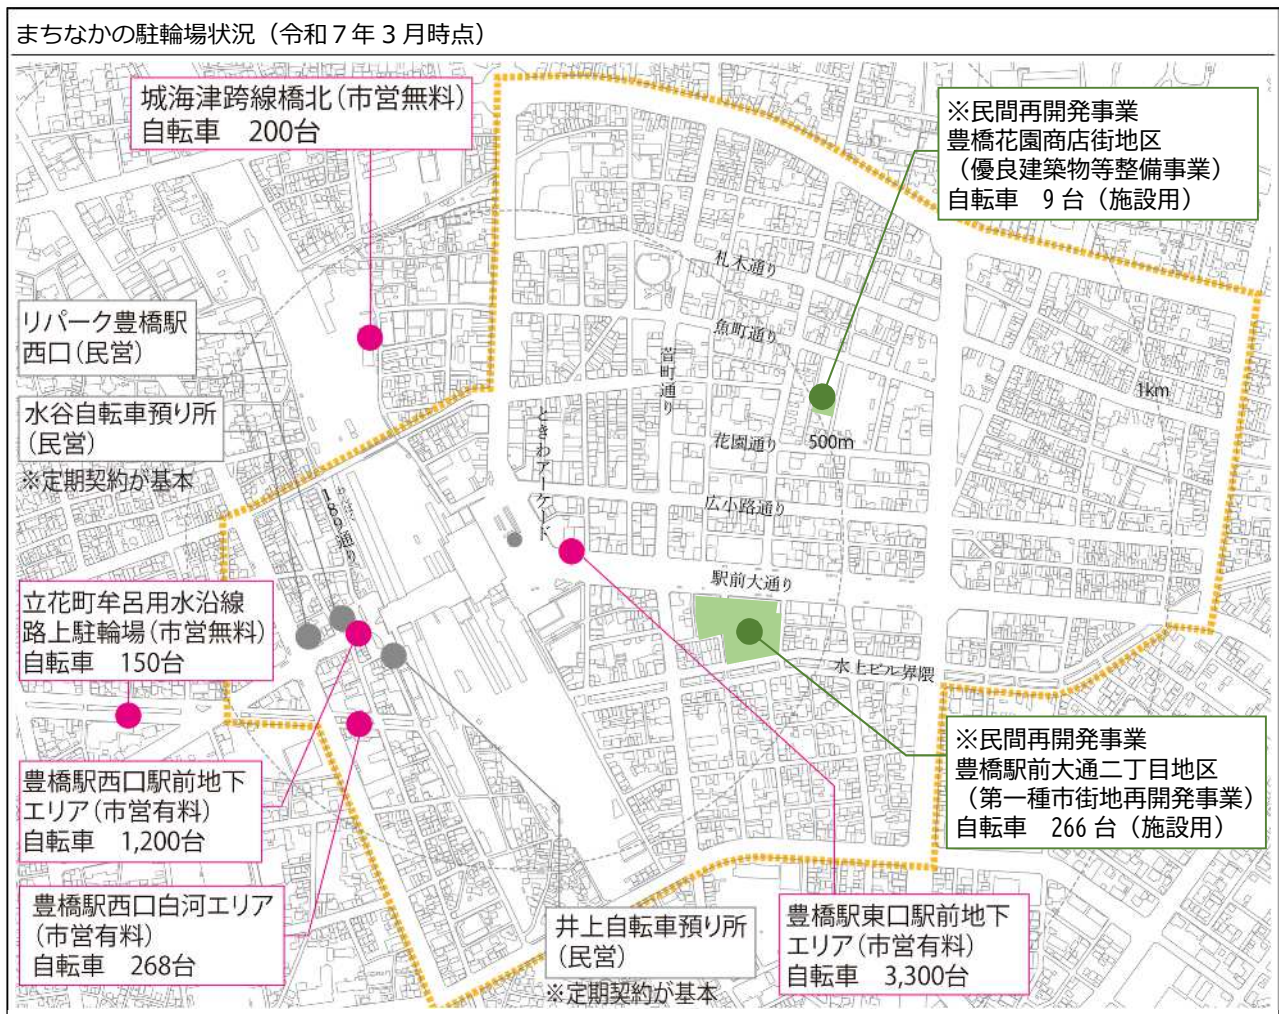 まちなかの駐輪場状況（令和７年３月時点）
城海津跨線橋北（市営無料）
自転車　200台
※民間再開発事業
豊橋花園商店街地区
（優良建築物等整備事業）
自転車　9台（施設用）
リパーク豊橋駅
西口（民営）
水谷自転車預り所
（民営）
※定期契約が基本
札木通り
魚町通り
萱町通り
花園通り
500m
1km
広小路通り
ときわアーケード
189通り
駅前大通り
水上ビル界隈
立花町牟呂用水沿線
路上駐輪場（市営無料）
自転車　150台
豊橋駅西口駅前地下
エリア（市営有料）
自転車　1,200台
豊橋駅西口白河エリア
（市営有料）
自転車　268台
井上自転車預り所
（民営）
※定期契約が基本
豊橋駅東口駅前地下
エリア（市営有料）
自転車　3,300台
※民間再開発事業
豊橋駅前大通二丁目地区
（第一種市街地再開発事業）
自転車　266台（施設用）